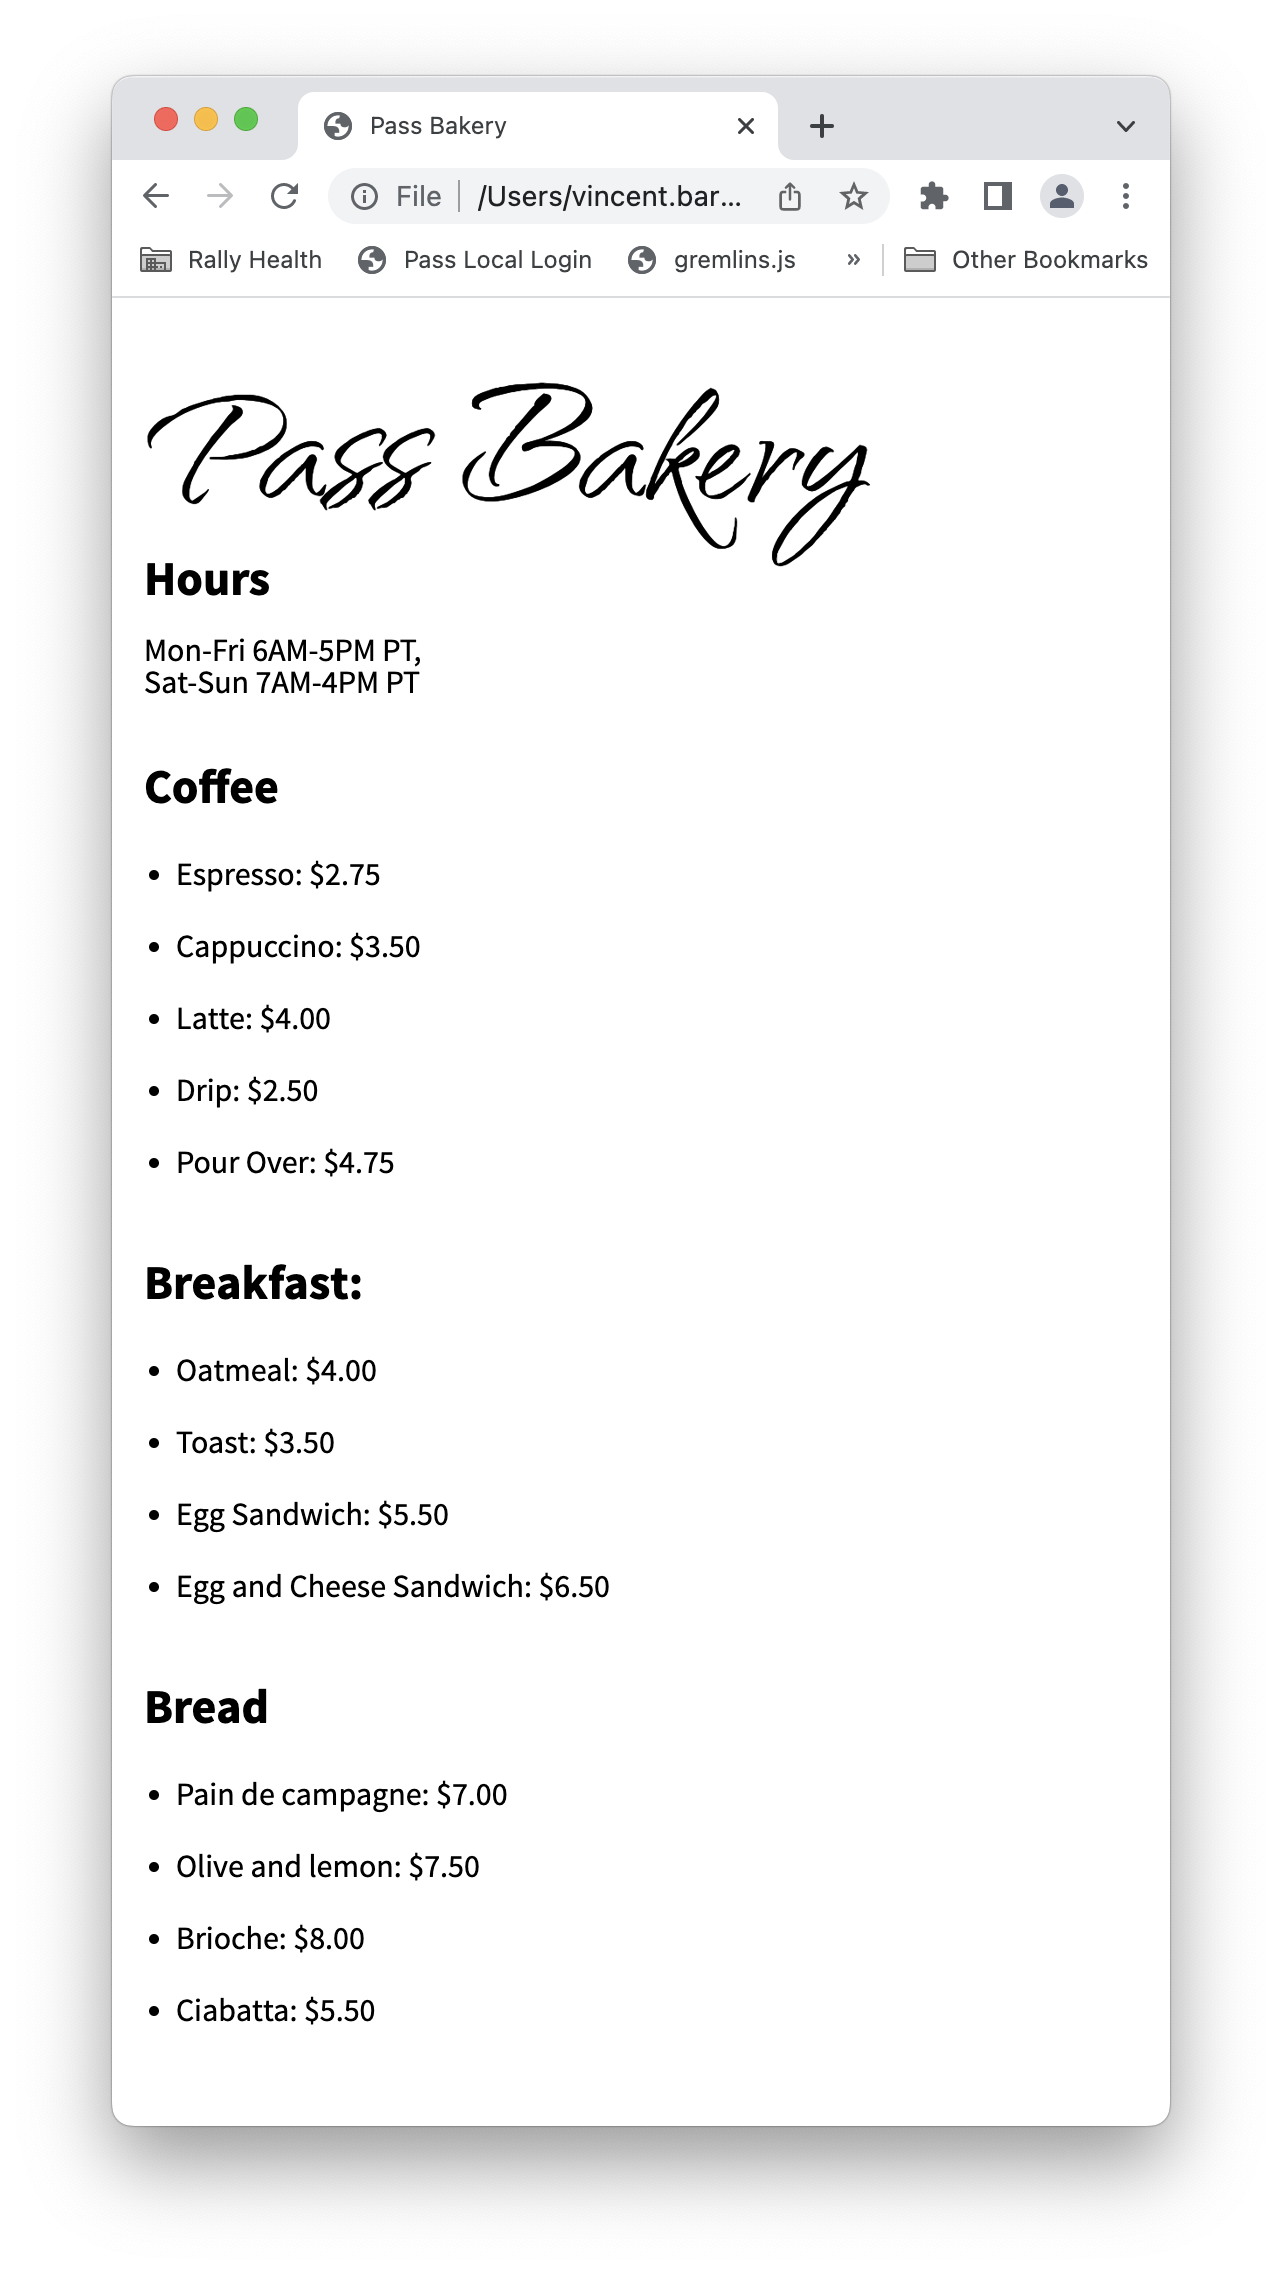 Pass Bakery
File
/Users/vincent.bar...
Rally Health
Pass Local Login
gremlins.js
»
Other Bookmarks
Pass Bakery
Hours
Mon-Fri 6AM-5PM PT,
Sat-Sun 7AM-4PM PT
Coffee
• Espresso: $2.75
• Cappuccino: $3.50
• Latte: $4.00
• Drip: $2.50
• Pour Over: $4.75
Breakfast:
• Oatmeal: $4.00
• Toast: $3.50
• Egg Sandwich: $5.50
• Egg and Cheese Sandwich: $6.50
Bread
• Pain de campagne: $7.00
• Olive and lemon: $7.50
• Brioche: $8.00
• Ciabatta: $5.50